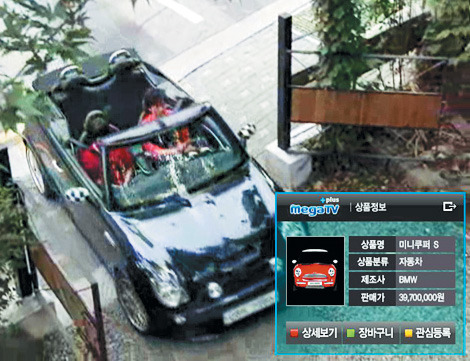 plus
megaTV 상품정보
상품명 미니쿠퍼 S
상품분류 자동차
제조사 BMW
판매가 39,700,000원
상세보기 장바구니 관심등록